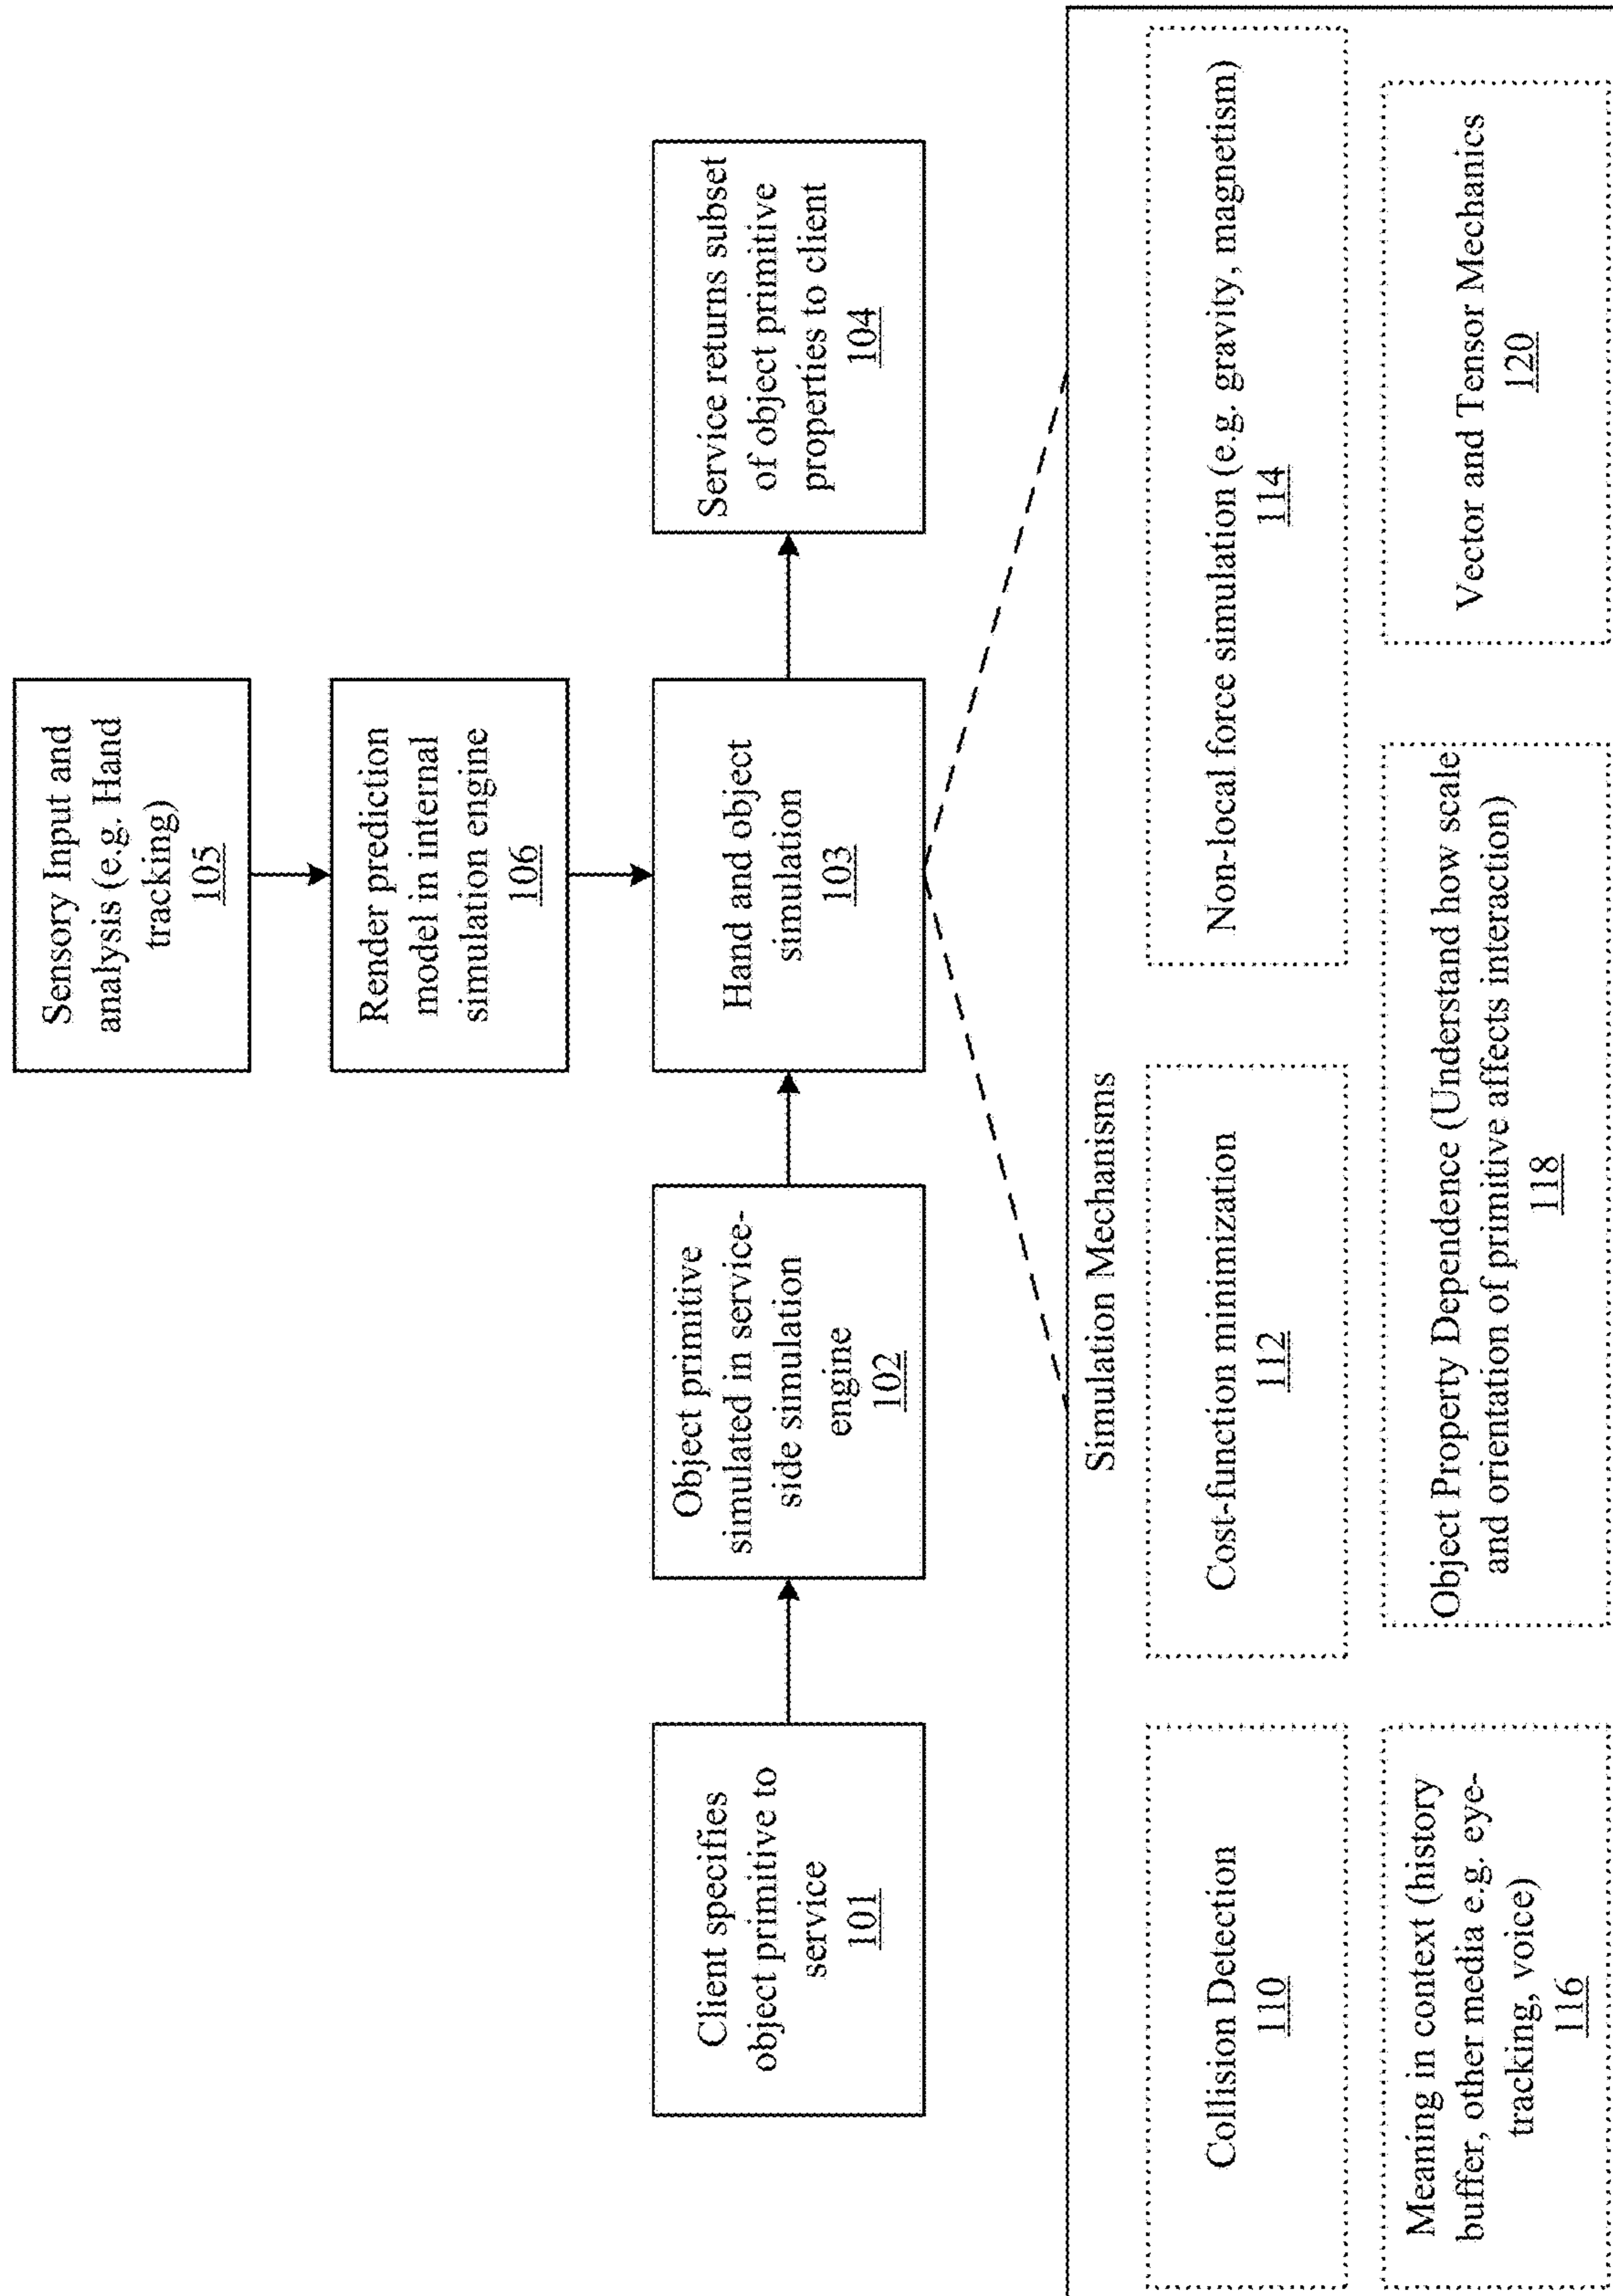 Sensory Input and
analysis (e.g. Hand
tracking)
105
Render prediction
model in internal
simulation engine
106
Client specifies
object primitive to
service
101
Object primitive
simulated in service-
side simulation
engine
102
Hand and object
simulation
103
Service returns subset
of object primitive
properties to client
104
Simulation Mechanisms
Collision Detection
110
Cost-function minimization
112
Non-local force simulation (e.g. gravity, magnetism)
114
Meaning in context (history
buffer, other media e.g. eye-
tracking, voice)
116
Object Property Dependence (Understand how scale
and orientation of primitive affects interaction)
118
Vector and Tensor Mechanics
120